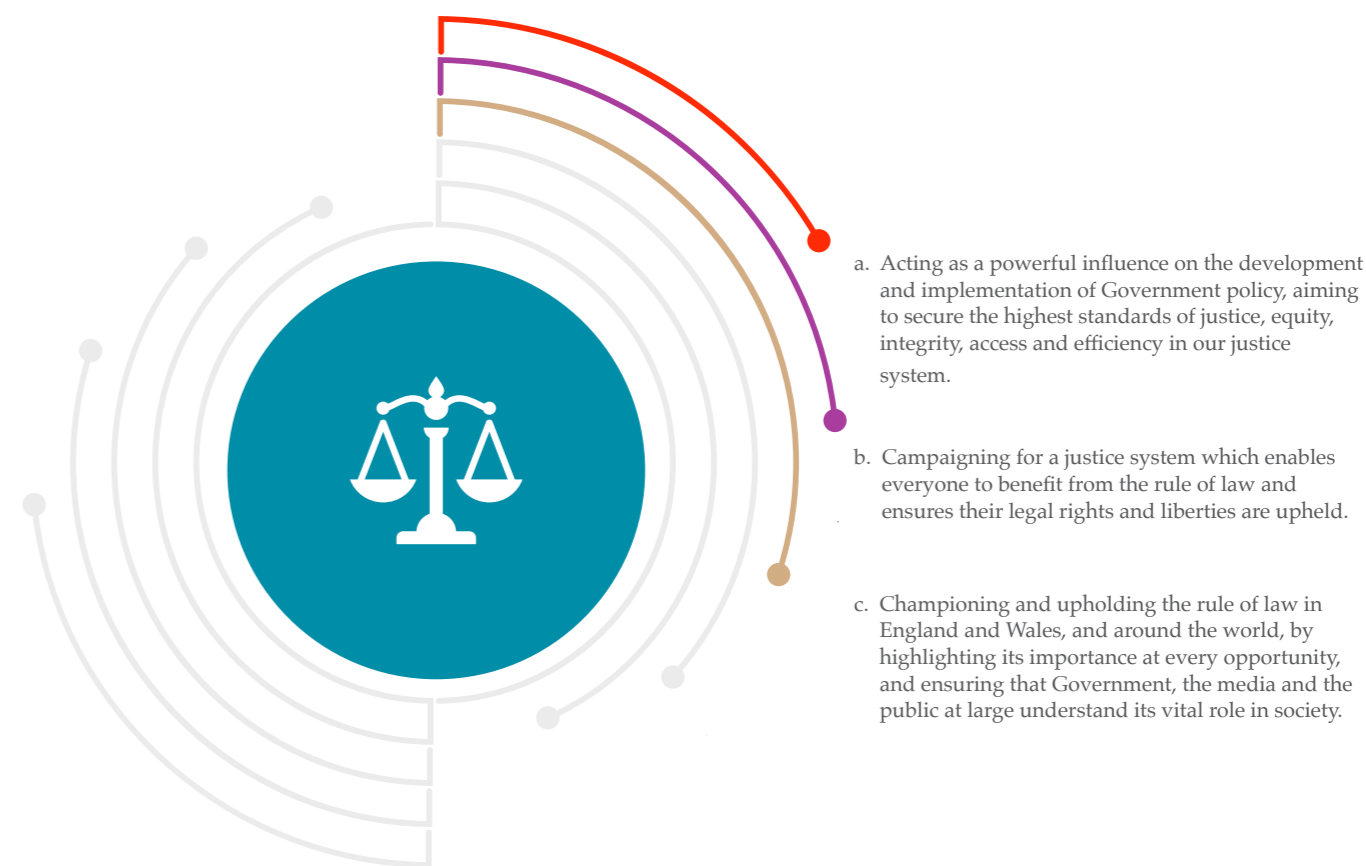 a. Acting as a powerful influence on the development
and implementation of Government policy, aiming
to secure the highest standards of justice, equity,
integrity, access and efficiency in our justice
system.
b. Campaigning for a justice system which enables
everyone to benefit from the rule of law and
ensures their legal rights and liberties are upheld.
c. Championing and upholding the rule of law in
England and Wales, and around the world, by
highlighting its importance at every opportunity,
and ensuring that Government, the media and the
public at large understand its vital role in society.